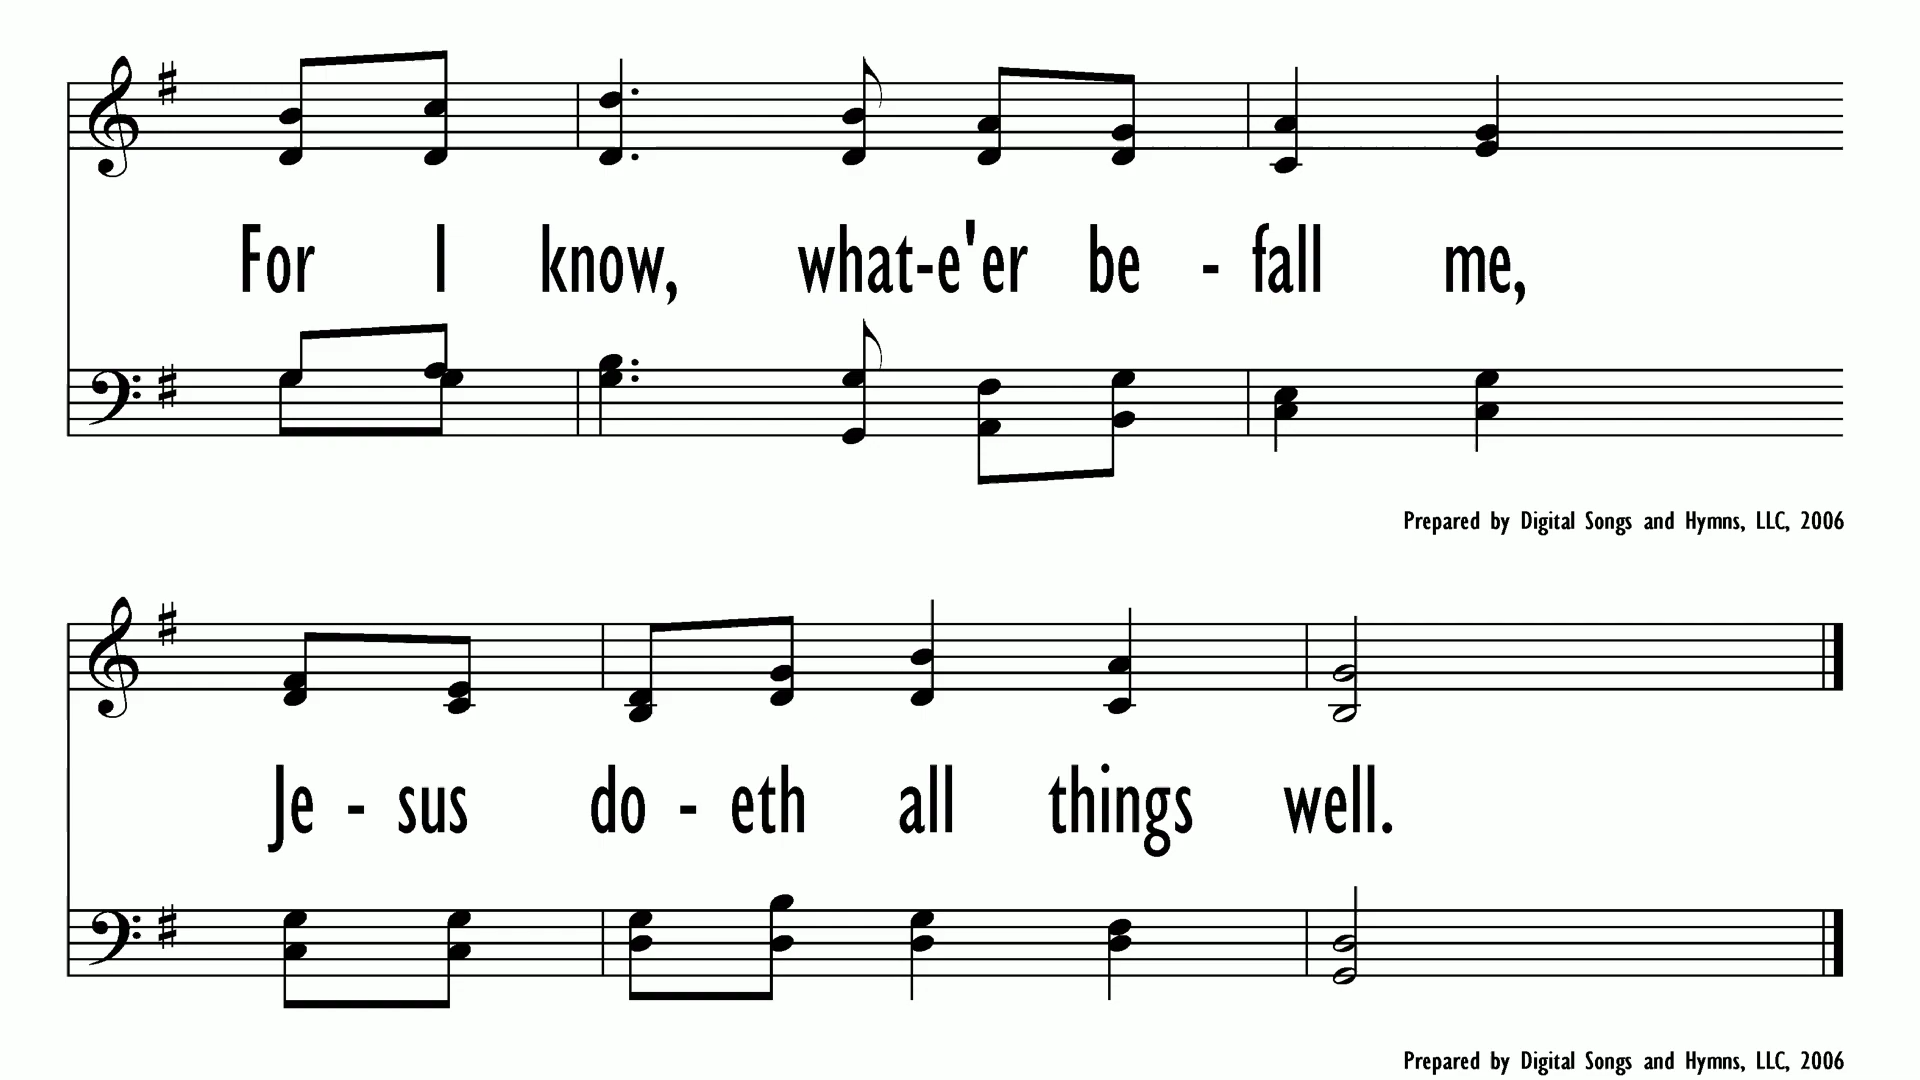 For I know, what-e'er be - fall me,
Prepared by Digital Songs and Hymns, LLC, 2006
Je - sus do - eth all things well.
Prepared by Digital Songs and Hymns, LLC, 2006